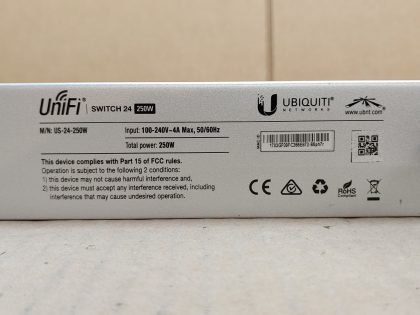 UniFi® | SWITCH 24 250W
M/N: US-24-250W
Input: 100-240V~4A Max, 50/60Hz
Total power: 250W
This device complies with Part 15 of FCC rules.
Operation is subject to the following 2 conditions:
1) this device may not cause harmful interference and,
2) this device must accept any interference received, including
interference that may cause undesired operation.
UBIQUITI®
NETWORKS
www.ubnt.com
CE
FC
RoHS
Compliant